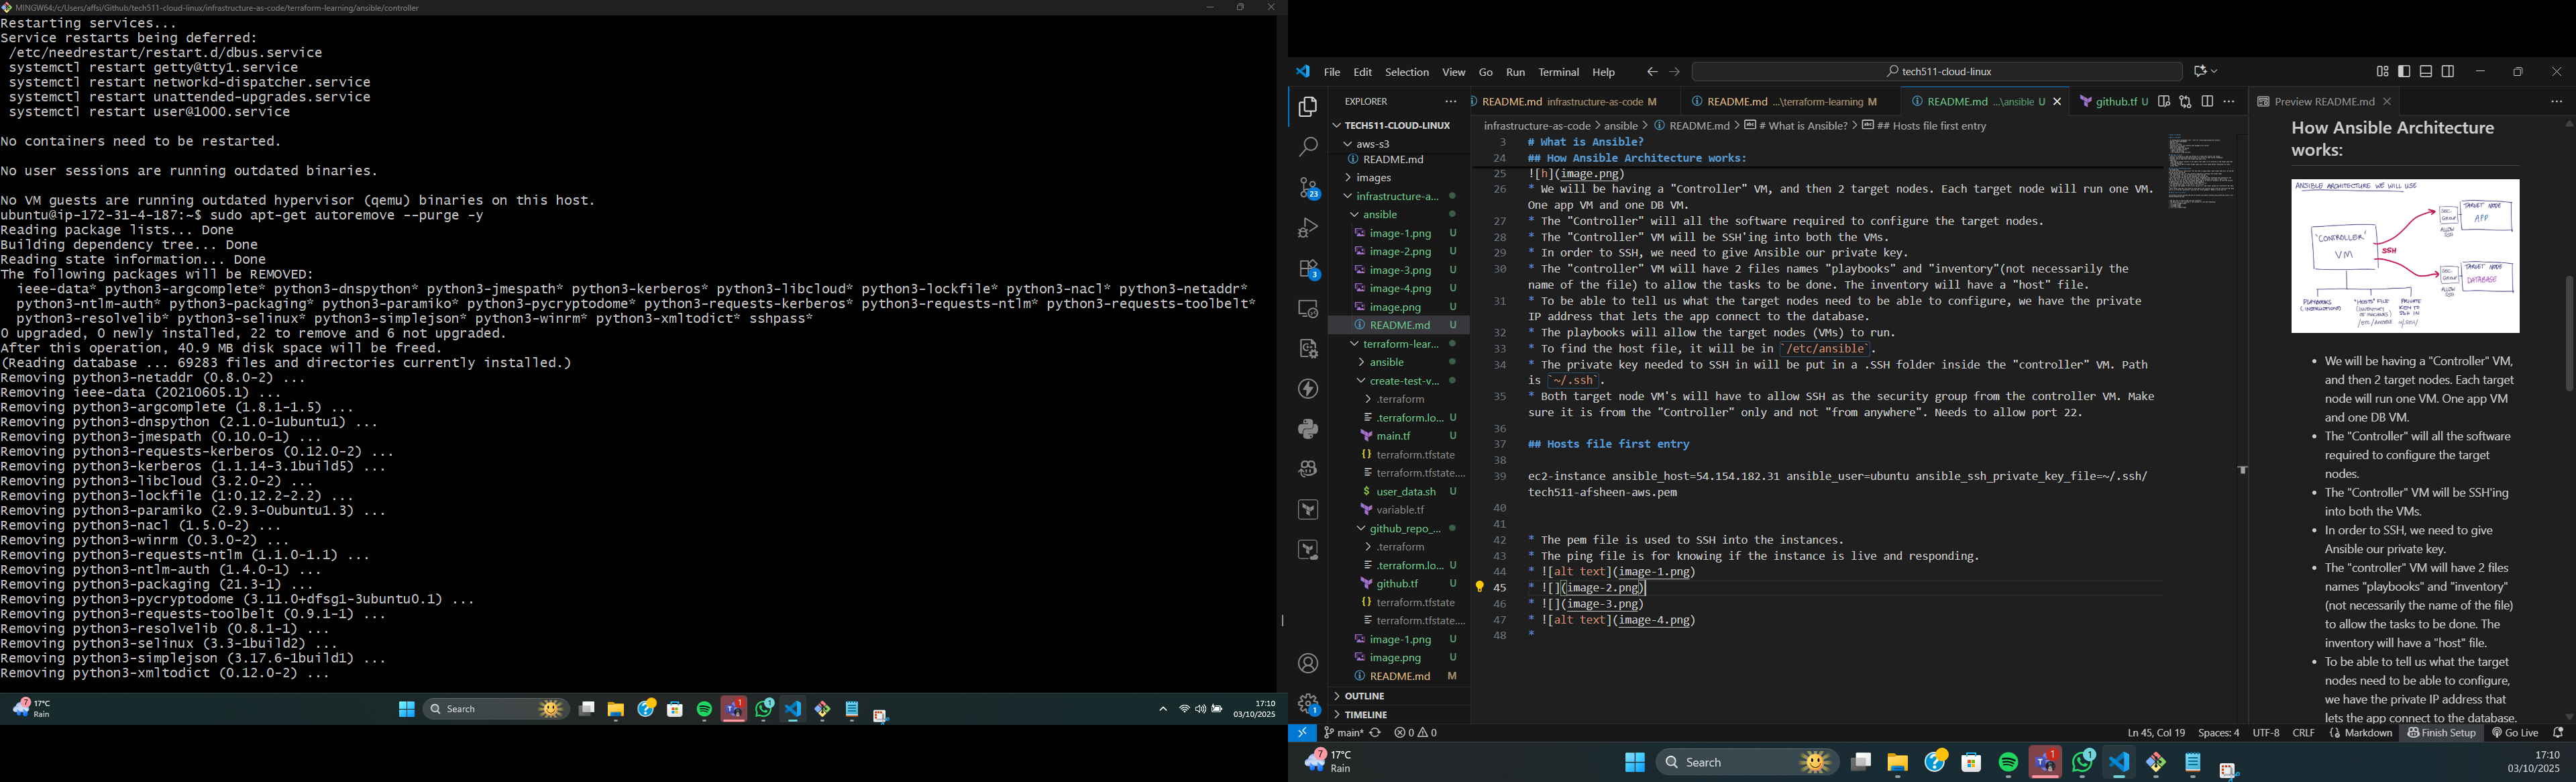 MINGW64:/c/Users/affsi/Github/tech511-cloud-linux/infrastructure-as-code/terraform-learning/ansible/controller
Restarting services...
Service restarts being deferred:
/etc/needrestart/restart.d/dbus.service
systemctl restart getty@tty1.service
systemctl restart networkd-dispatcher.service
systemctl restart unattended-upgrades.service
systemctl restart user@1000.service
No containers need to be restarted.
No user sessions are running outdated binaries.
No VM guests are running outdated hypervisor (qemu) binaries on this host.
ubuntu@ip-172-31-4-187:~$ sudo apt-get autoremove --purge -y
Reading package lists... Done
Building dependency tree... Done
Reading state information... Done
The following packages will be REMOVED:
ieee-data* python3-argcomplete* python3-dnspython* python3-jmespath* python3-kerberos* python3-libcloud* python3-lockfile* python3-nacl* python3-netaddr*
python3-ntlm-auth* python3-packaging* python3-paramiko* python3-pycryptodome* python3-requests-kerberos* python3-requests-ntlm* python3-requests-toolbelt*
python3-resolvelib* python3-selinux* python3-simplejson* python3-winrm* python3-xmltodict* sshpass*
0 upgraded, 0 newly installed, 22 to remove and 6 not upgraded.
After this operation, 40.9 MB disk space will be freed.
(Reading database ... 69283 files and directories currently installed.)
Removing python3-netaddr (0.8.0-2) ...
Removing ieee-data (20210605.1) ...
Removing python3-argcomplete (1.8.1-1.5) ...
Removing python3-dnspython (2.1.0-1ubuntu1) ...
Removing python3-jmespath (0.10.0-1) ...
Removing python3-requests-kerberos (0.12.0-2) ...
Removing python3-kerberos (1.1.14-3.1build5) ...
Removing python3-libcloud (3.2.0-2) ...
Removing python3-lockfile (1:0.12.2-2.2) ...
Removing python3-paramiko (2.9.3-0ubuntu1.3) ...
Removing python3-nacl (1.5.0-2) ...
Removing python3-winrm (0.3.0-2) ...
Removing python3-requests-ntlm (1.1.0-1.1) ...
Removing python3-ntlm-auth (1.4.0-1) ...
Removing python3-packaging (21.3-1) ...
Removing python3-pycryptodome (3.11.0+dfsg1-3ubuntu0.1) ...
Removing python3-requests-toolbelt (0.9.1-1) ...
Removing python3-resolvelib (0.8.1-1) ...
Removing python3-selinux (3.3-1build2) ...
Removing python3-simplejson (3.17.6-1build1) ...
Removing python3-xmltodict (0.12.0-2) ...
7 17°C
Rain
Search
1 1
17:10
03/10/2025
File Edit Selection View Go Run Terminal Help
tech511-cloud-linux
EXPLORER
TECH511-CLOUD-LINUX
aws-s3
README.md
images
infrastructure-a...
ansible
image-1.png U
image-2.png U
image-3.png U
image-4.png U
image.png U
README.md U
terraform-lear...
ansible
create-test-v...
.terraform
.terraform.lo... U
main.tf U
terraform.tfstate
terraform.tfstate....
user_data.sh U
variable.tf
github_repo_...
.terraform
.terraform.lo... U
github.tf U
terraform.tfstate
terraform.tfstate....
image-1.png U
image.png U
README.md M
OUTLINE
TIMELINE
23
3
1
README.md infrastructure-as-code M
README.md ...\terraform-learning M
README.md ...\ansible U
github.tf U
infrastructure-as-code > ansible > README.md > # What is Ansible? > ## Hosts file first entry
3 # What is Ansible?
24 ## How Ansible Architecture works:
25 ![h](image.png)
26 * We will be having a "Controller" VM, and then 2 target nodes. Each target node will run one VM.
One app VM and one DB VM.
27 * The "Controller" will all the software required to configure the target nodes.
28 * The "Controller" VM will be SSH'ing into both the VMs.
29 * In order to SSH, we need to give Ansible our private key.
30 * The "controller" VM will have 2 files names "playbooks" and "inventory"(not necessarily the
name of the file) to allow the tasks to be done. The inventory will have a "host" file.
31 * To be able to tell us what the target nodes need to be able to configure, we have the private
IP address that lets the app connect to the database.
32 * The playbooks will allow the target nodes (VMs) to run.
33 * To find the host file, it will be in `/etc/ansible`.
34 * The private key needed to SSH in will be put in a .SSH folder inside the "controller" VM. Path
is `~/.ssh`.
35 * Both target node VM's will have to allow SSH as the security group from the controller VM. Make
sure it is from the "Controller" only and not "from anywhere". Needs to allow port 22.
36
37 ## Hosts file first entry
38
39 ec2-instance ansible_host=54.154.182.31 ansible_user=ubuntu ansible_ssh_private_key_file=~/.ssh/
tech511-afsheen-aws.pem
40
41
42 * The pem file is used to SSH into the instances.
43 * The ping file is for knowing if the instance is live and responding.
44 * ![alt text](image-1.png)
45 * ![](image-2.png)
46 * ![](image-3.png)
47 * ![alt text](image-4.png)
48 *
Preview README.md
How Ansible Architecture
works:
ANSIBLE ARCHITECTURE WE WILL USE
"CONTROLLER"
VM
SSH
SEC. GROUP
ALLOW SSH
TARGET NODE
APP
SEC. GROUP
ALLOW SSH
TARGET NODE
DATABASE
PLAYBOOKS
(INSTRUCTIONS)
"HOSTS" FILE
PRIVATE
KEY TO
SSH IN
/etc/ansible
~/.ssh/
• We will be having a "Controller" VM,
and then 2 target nodes. Each target
node will run one VM. One app VM
and one DB VM.
• The "Controller" will all the software
required to configure the target
nodes.
• The "Controller" VM will be SSH'ing
into both the VMs.
• In order to SSH, we need to give
Ansible our private key.
• The "controller" VM will have 2 files
names "playbooks" and "inventory"
(not necessarily the name of the file)
to allow the tasks to be done. The
inventory will have a "host" file.
• To be able to tell us what the target
nodes need to be able to configure,
we have the private IP address that
lets the app connect to the database.
main* 0 0
Ln 45, Col 19 Spaces: 4 UTF-8 CRLF Markdown Finish Setup Go Live
7 17°C
Rain
Search
1 1
17:10
03/10/2025